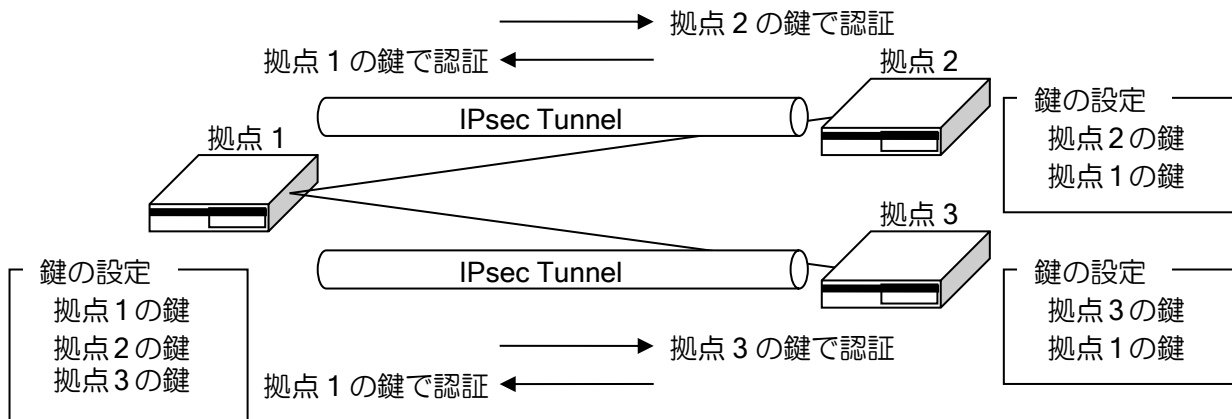 拠点 2 の鍵で認証
拠点 1 の鍵で認証
拠点 2
IPsec Tunnel
拠点 1
鍵の設定
拠点2の鍵
拠点1の鍵
拠点 3
IPsec Tunnel
鍵の設定
拠点1の鍵
拠点2の鍵
拠点3の鍵
鍵の設定
拠点3の鍵
拠点1の鍵
拠点 3 の鍵で認証
拠点 1 の鍵で認証